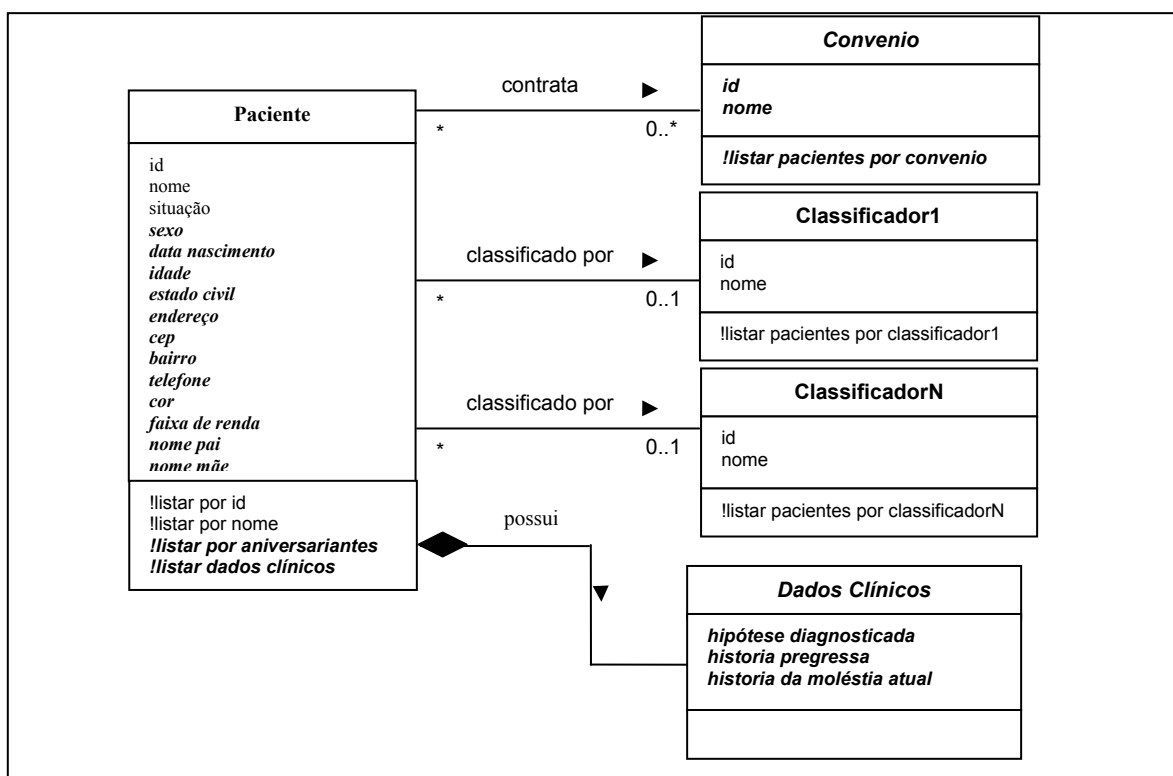 Paciente
id
nome
situação
sexo
data nascimento
idade
estado civil
endereço
cep
bairro
telefone
cor
faixa de renda
nome pai
nome mãe
!listar por id
!listar por nome
!listar por aniversariantes
!listar dados clínicos
contrata
*
0..*
Convenio
id
nome
!listar pacientes por convenio
classificado por
*
0..1
Classificador1
id
nome
!listar pacientes por classificador1
classificado por
*
0..1
ClassificadorN
id
nome
!listar pacientes por classificadorN
possui
Dados Clínicos
hipótese diagnosticada
historia pregressa
historia da moléstia atual